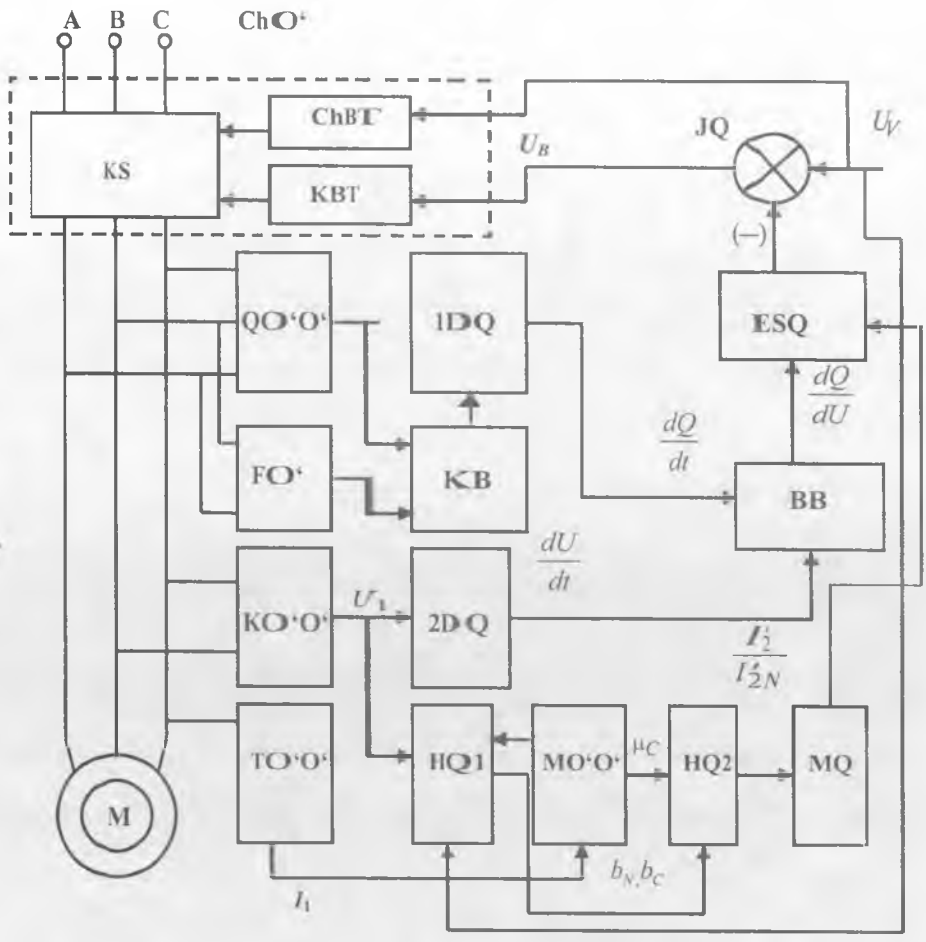 A B C ChO‘
ChBT
KS
KBT
U_B
JQ
U_V
(—)
QO‘O‘
1DQ
ESQ
dQ
dU
dQ
dt
FO‘
KB
BB
dU
dt
KO‘O‘
U_1
2DQ
I'_2
I'_2N
TO‘O‘
HQ1
MO‘O‘
μ_C
HQ2
MQ
M
I_1
b_N, b_C